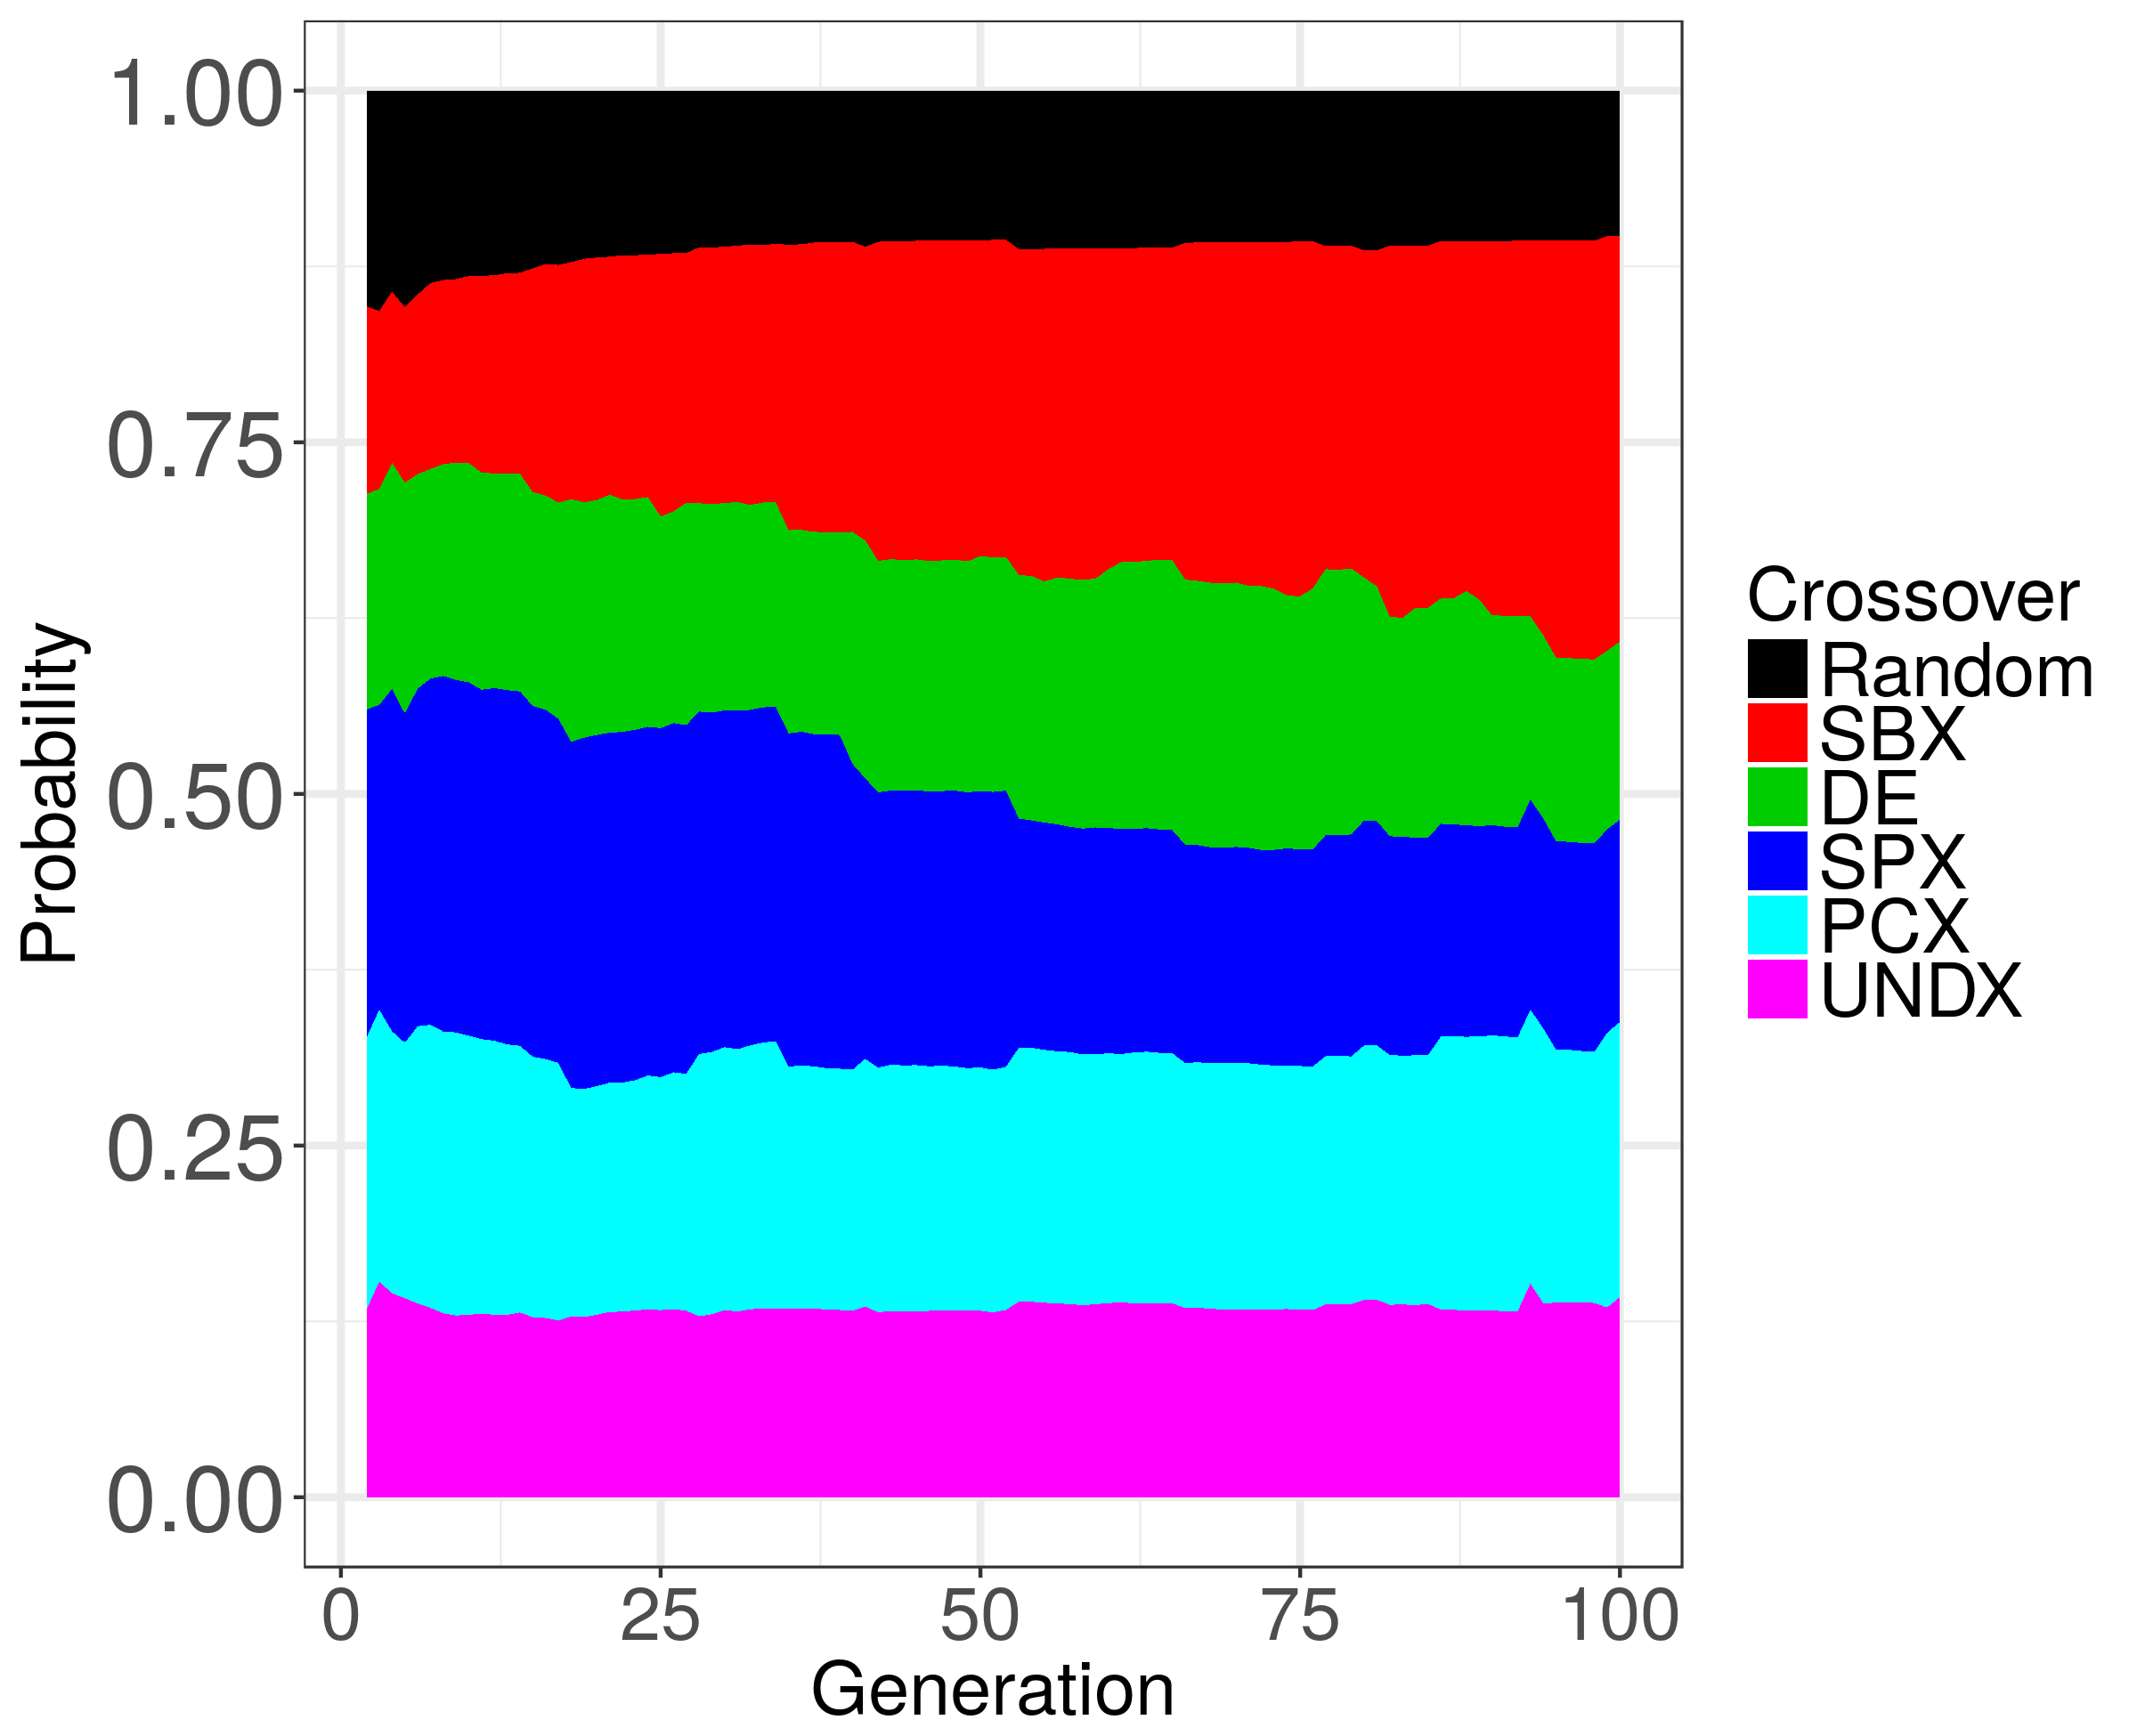 1.00
0.75
0.50
0.25
0.00
Probability
0
25
50
75
100
Generation
Crossover
Random
SBX
DE
SPX
PCX
UNDX